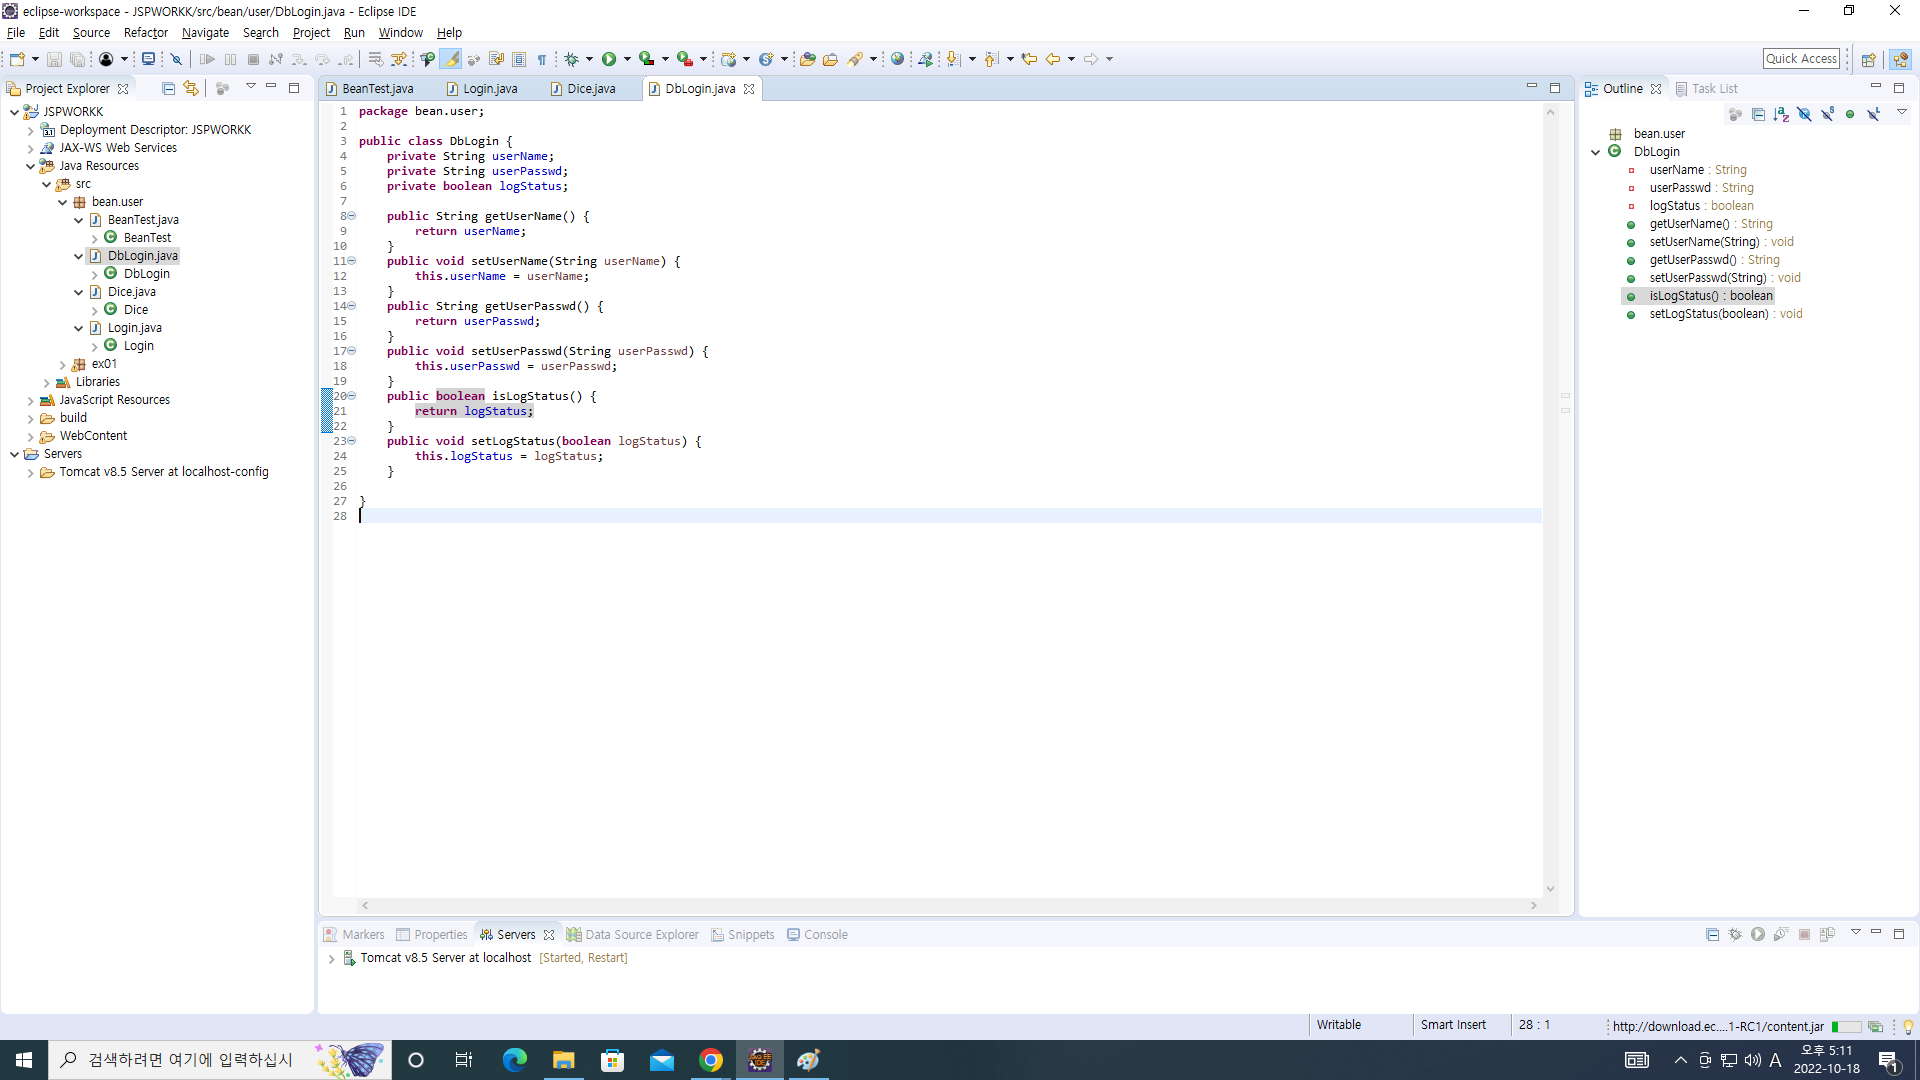 eclipse-workspace - JSPWORKK/src/bean/user/DbLogin.java - Eclipse IDE
File Edit Source Refactor Navigate Search Project Run Window Help
Quick Access
Project Explorer
JSPWORKK
Deployment Descriptor: JSPWORKK
JAX-WS Web Services
Java Resources
src
bean.user
BeanTest.java
BeanTest
DbLogin.java
DbLogin
Dice.java
Dice
Login.java
Login
ex01
Libraries
JavaScript Resources
build
WebContent
Servers
Tomcat v8.5 Server at localhost-config
BeanTest.java Login.java Dice.java DbLogin.java
1 package bean.user;
2
3 public class DbLogin {
4 private String userName;
5 private String userPasswd;
6 private boolean logStatus;
7
8 public String getUserName() {
9 return userName;
10 }
11 public void setUserName(String userName) {
12 this.userName = userName;
13 }
14 public String getUserPasswd() {
15 return userPasswd;
16 }
17 public void setUserPasswd(String userPasswd) {
18 this.userPasswd = userPasswd;
19 }
20 public boolean isLogStatus() {
21 return logStatus;
22 }
23 public void setLogStatus(boolean logStatus) {
24 this.logStatus = logStatus;
25 }
26
27 }
28
Outline Task List
bean.user
DbLogin
userName : String
userPasswd : String
logStatus : boolean
getUserName() : String
setUserName(String) : void
getUserPasswd() : String
setUserPasswd(String) : void
isLogStatus() : boolean
setLogStatus(boolean) : void
Markers Properties Servers Data Source Explorer Snippets Console
Tomcat v8.5 Server at localhost [Started, Restart]
Writable Smart Insert 28 : 1 http://download.ec....1-RC1/content.jar
검색하려면 여기에 입력하십시
A 오후 5:11
2022-10-18
1